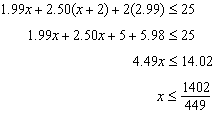 1.99x + 2.50(x + 2) + 2(2.99) ≤ 25
1.99x + 2.50x + 5 + 5.98 ≤ 25
4.49x ≤ 14.02
x ≤ 1402/449